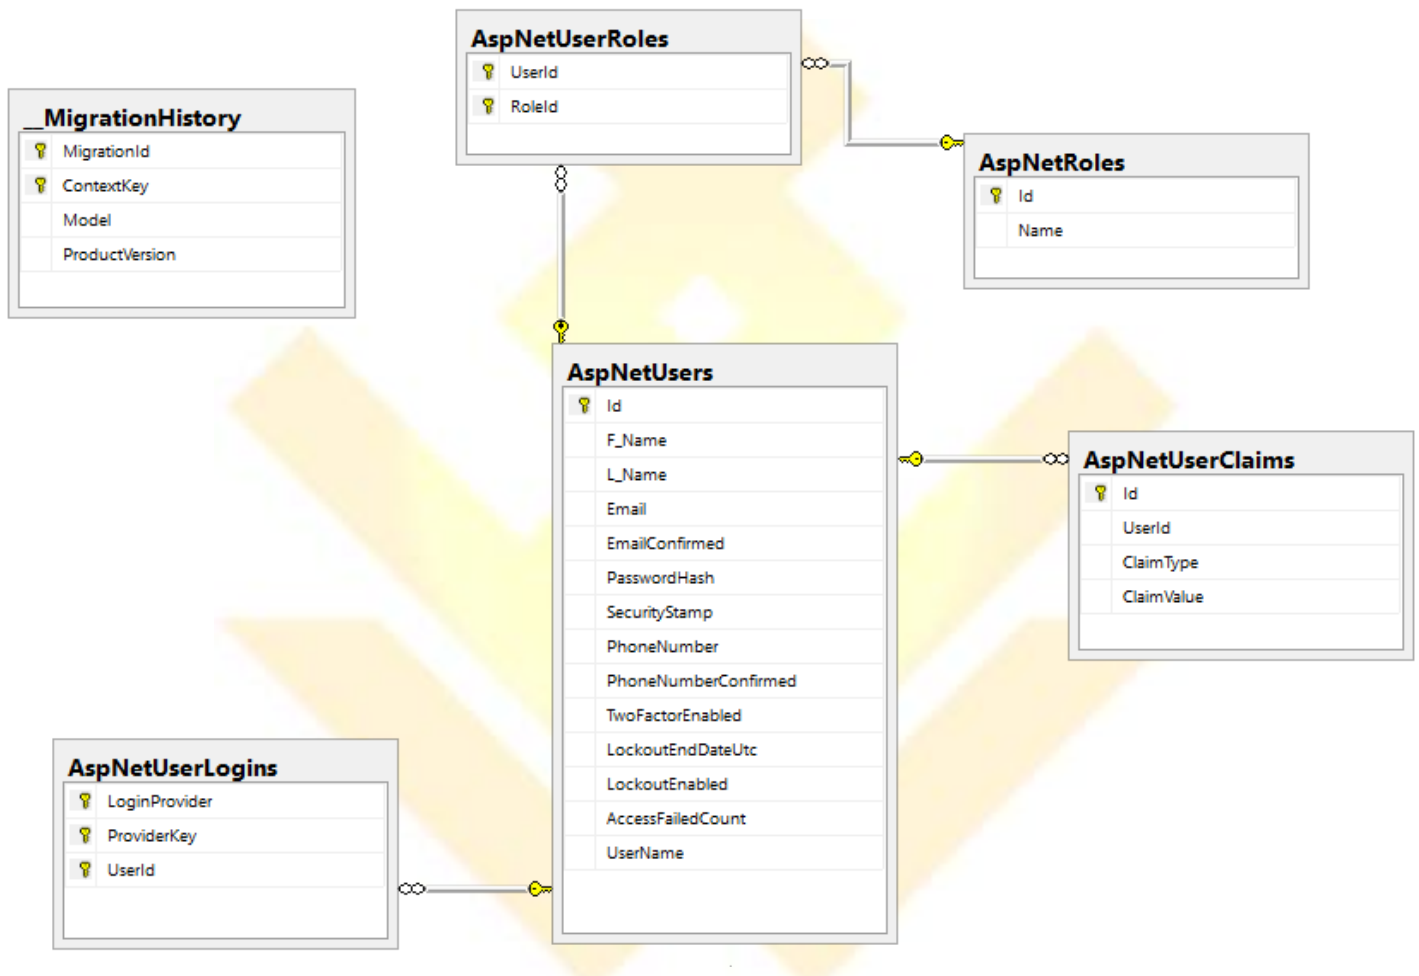 AspNetUserRoles
UserId
RoleId
__MigrationHistory
MigrationId
ContextKey
Model
ProductVersion
AspNetRoles
Id
Name
AspNetUsers
Id
F_Name
L_Name
Email
EmailConfirmed
PasswordHash
SecurityStamp
PhoneNumber
PhoneNumberConfirmed
TwoFactorEnabled
LockoutEndDateUtc
LockoutEnabled
AccessFailedCount
UserName
AspNetUserClaims
Id
UserId
ClaimType
ClaimValue
AspNetUserLogins
LoginProvider
ProviderKey
UserId